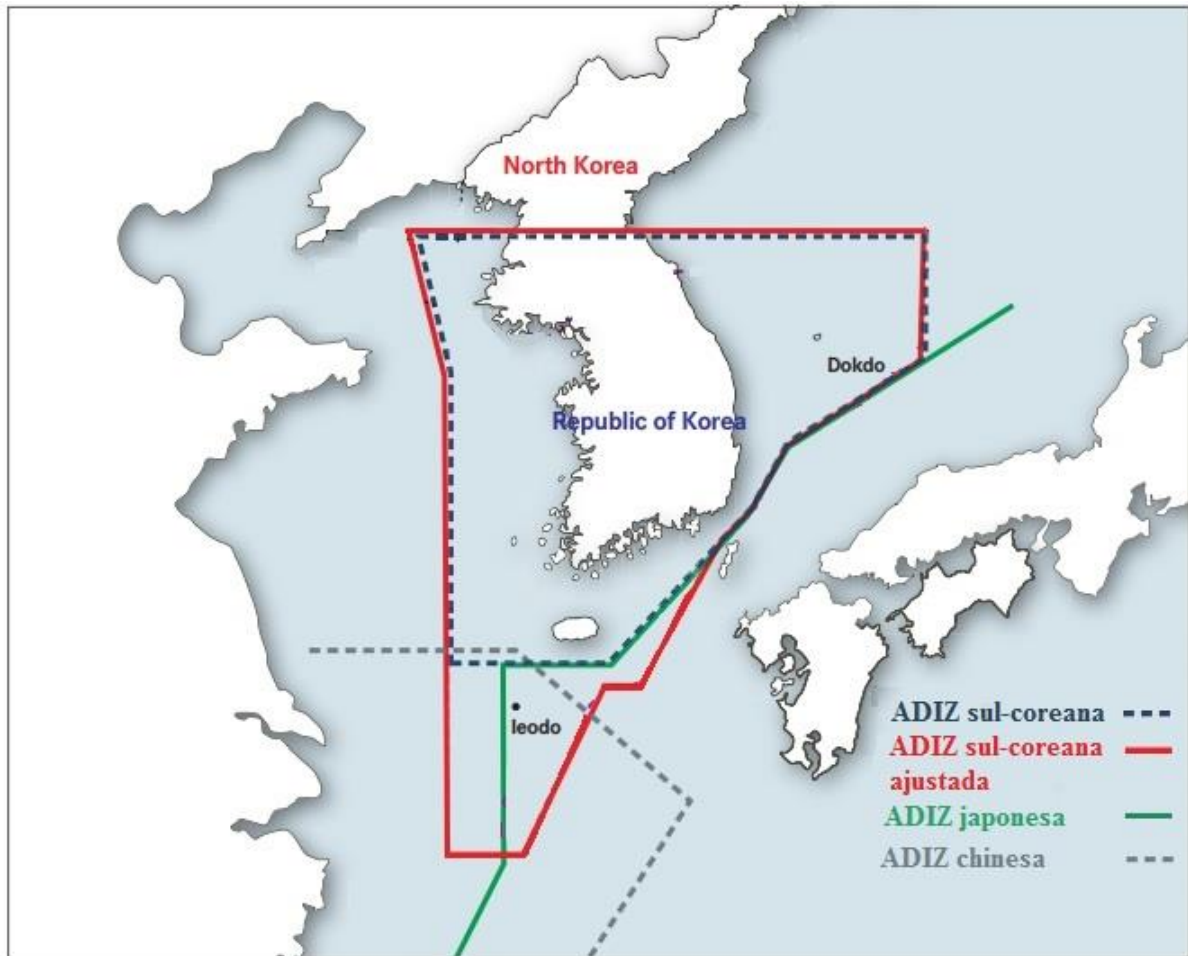 North Korea
Dokdo
Republic of Korea
Ieodo
ADIZ sul-coreana
ADIZ sul-coreana
ajustada
ADIZ japonesa
ADIZ chinesa